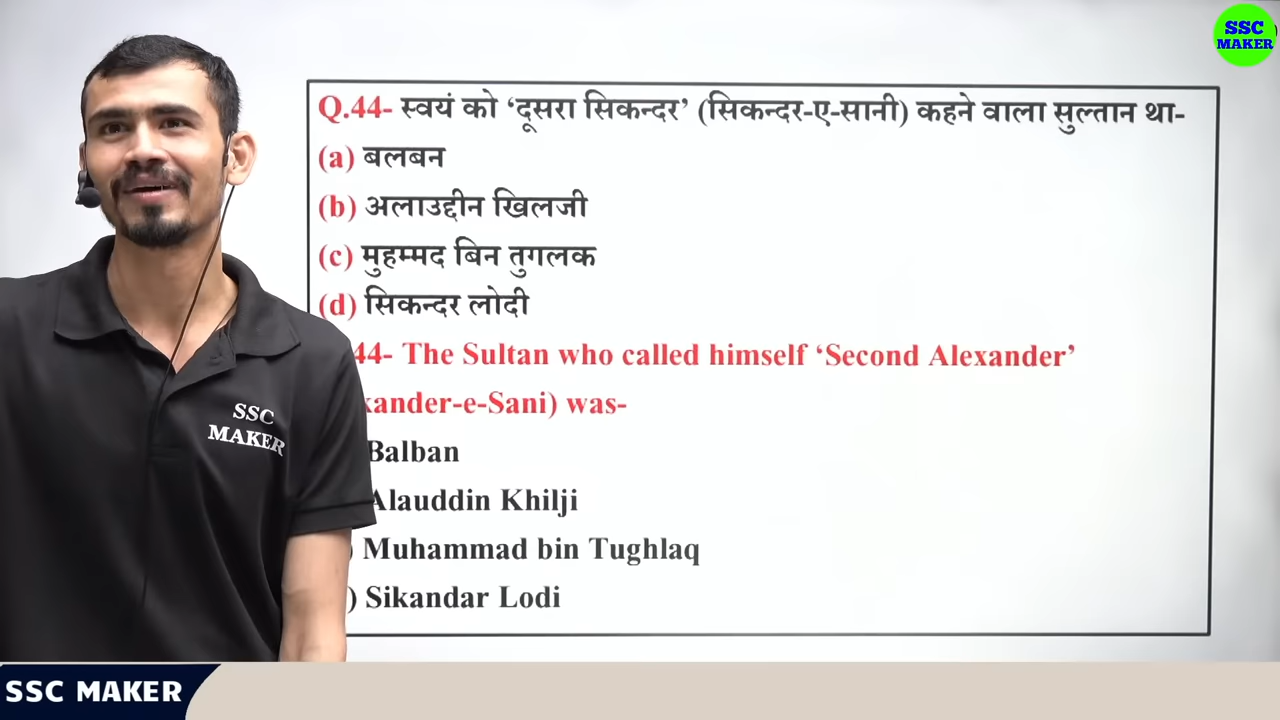 SSC
MAKER
Q.44- स्वयं को ‘दूसरा सिकन्दर’ (सिकन्दर-ए-सानी) कहने वाला सुल्तान था-
(a) बलबन
(b) अलाउद्दीन खिलजी
(c) मुहम्मद बिन तुगलक
(d) सिकन्दर लोदी
44- The Sultan who called himself ‘Second Alexander’
kander-e-Sani) was-
Balban
Alauddin Khilji
) Muhammad bin Tughlaq
) Sikandar Lodi
SSC
MAKER
SSC MAKER